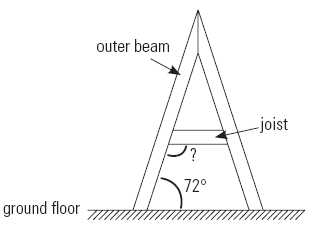 outer beam
joist
?
72°
ground floor